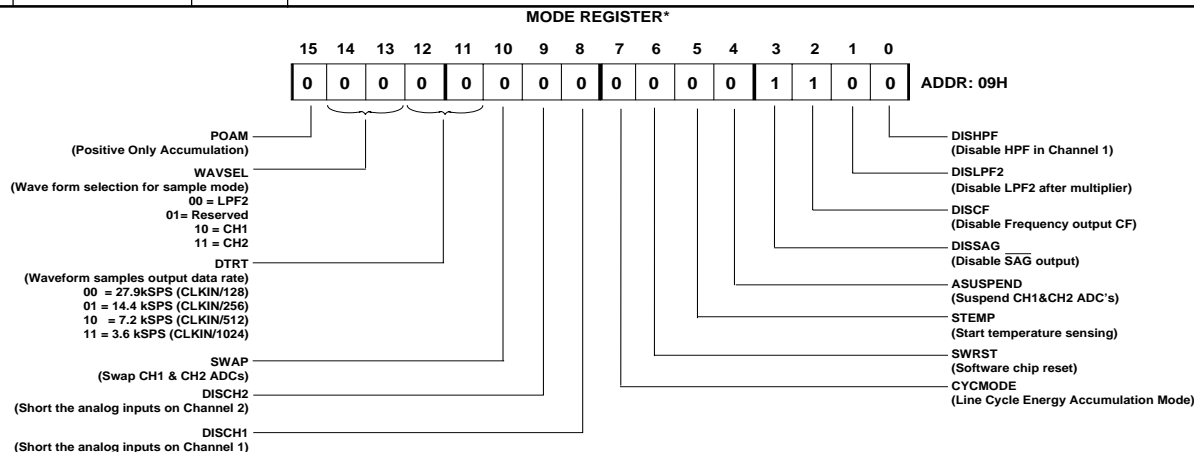 MODE REGISTER*
15 14 13 12 11 10 9 8 7 6 5 4 3 2 1 0
0 0 0 0 0 0 0 0 0 0 0 0 1 1 0 0 ADDR: 09H
POAM
(Positive Only Accumulation)
WAVSEL
(Wave form selection for sample mode)
00 = LPF2
01= Reserved
10 = CH1
11 = CH2
DTRT
(Waveform samples output data rate)
00 = 27.9kSPS (CLKIN/128)
01 = 14.4 kSPS (CLKIN/256)
10 = 7.2 kSPS (CLKIN/512)
11 = 3.6 kSPS (CLKIN/1024)
SWAP
(Swap CH1 & CH2 ADCs)
DISCH2
(Short the analog inputs on Channel 2)
DISCH1
(Short the analog inputs on Channel 1)
DISHPF
(Disable HPF in Channel 1)
DISLPF2
(Disable LPF2 after multiplier)
DISCF
(Disable Frequency output CF)
DISSAG
(Disable SAG output)
ASUSPEND
(Suspend CH1&CH2 ADC's)
STEMP
(Start temperature sensing)
SWRST
(Software chip reset)
CYCMODE
(Line Cycle Energy Accumulation Mode)